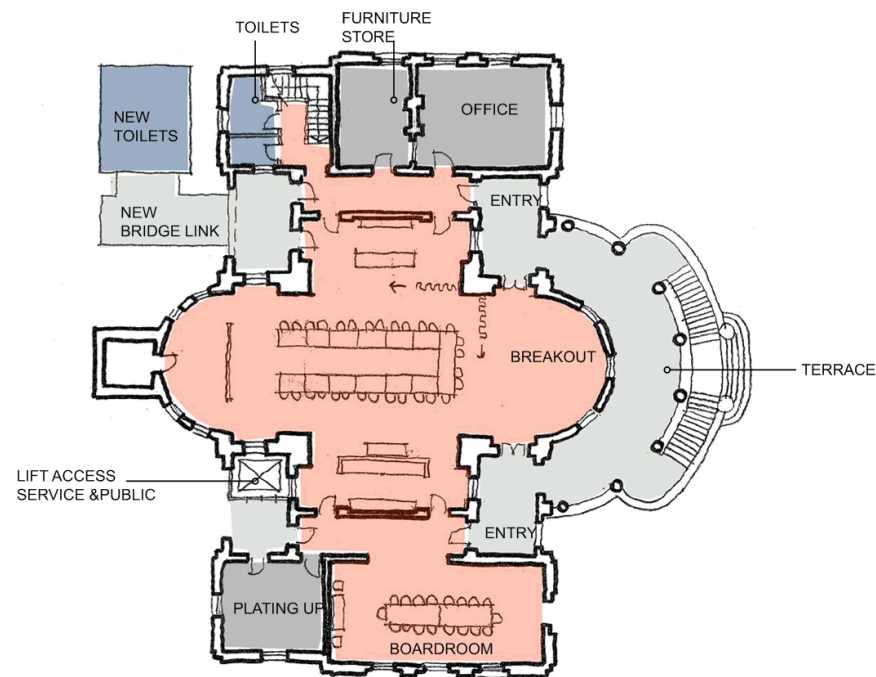 TOILETS
FURNITURE
STORE
NEW
TOILETS
OFFICE
NEW
BRIDGE LINK
ENTRY
BREAKOUT
TERRACE
LIFT ACCESS
SERVICE &PUBLIC
ENTRY
PLATING UP
BOARDROOM